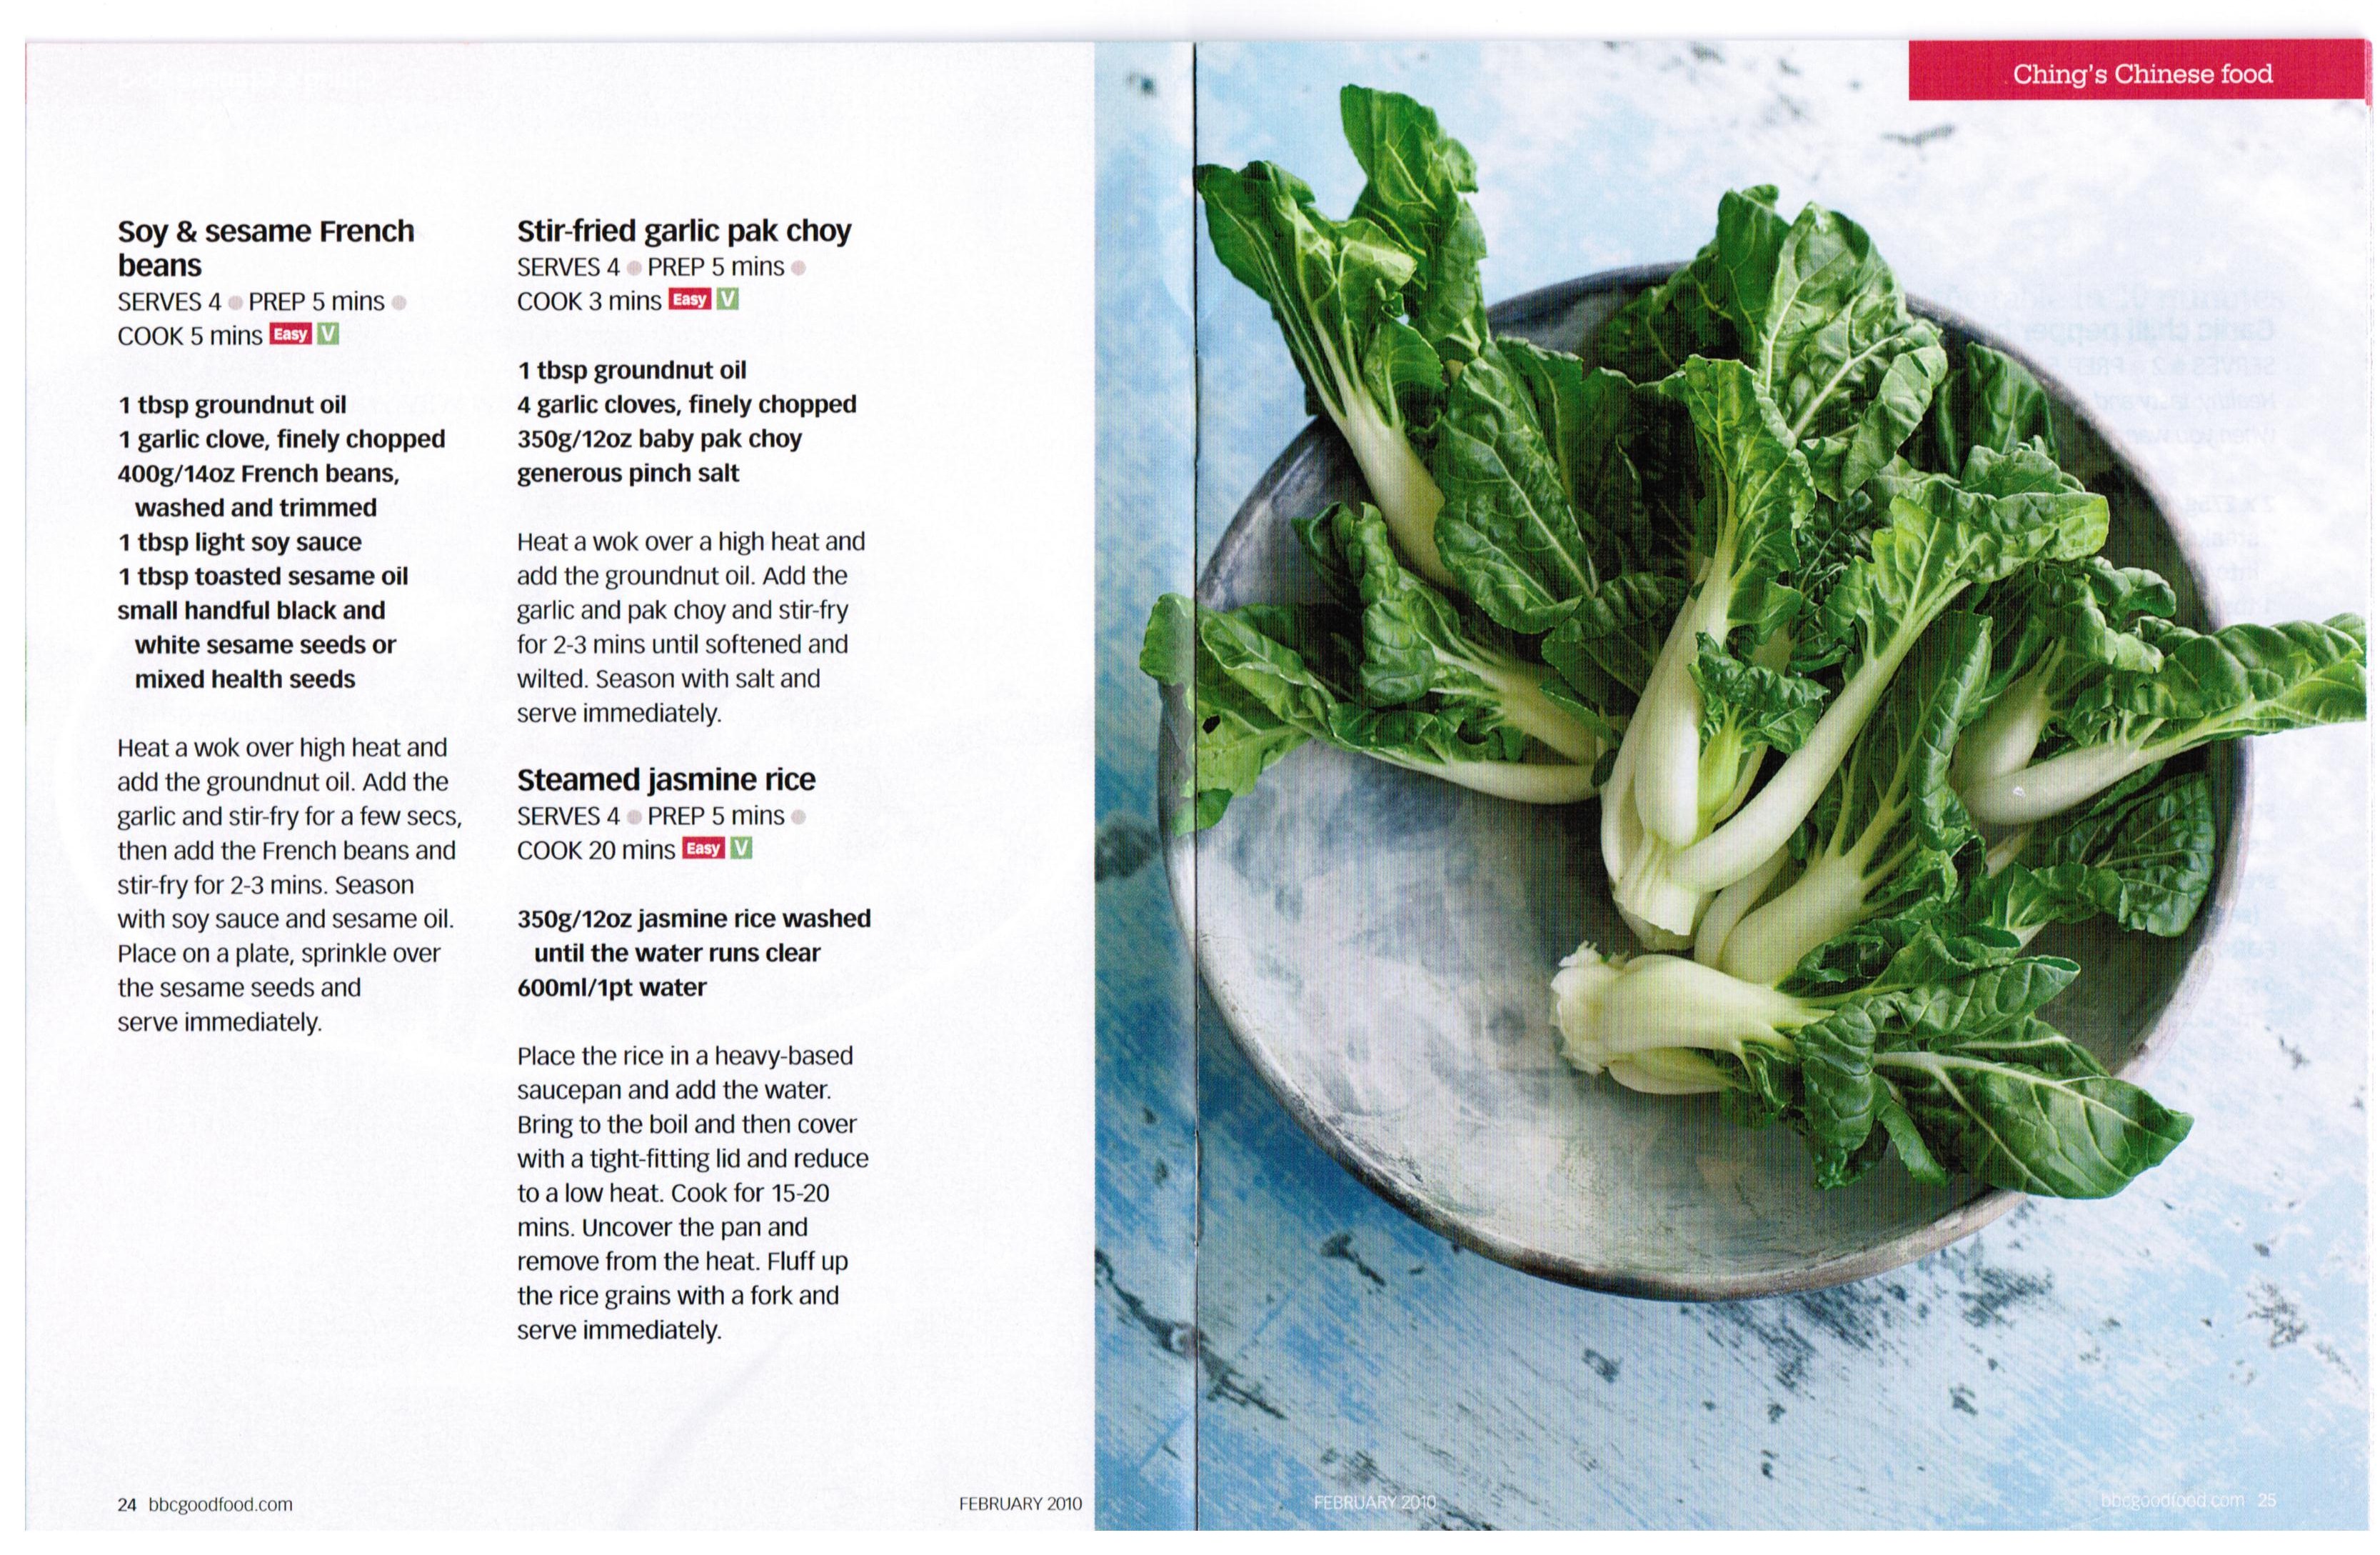 Soy & sesame French
beans
SERVES 4 ● PREP 5 mins ●
COOK 5 mins Easy V
1 tbsp groundnut oil
1 garlic clove, finely chopped
400g/14oz French beans,
washed and trimmed
1 tbsp light soy sauce
1 tbsp toasted sesame oil
small handful black and
white sesame seeds or
mixed health seeds
Heat a wok over high heat and
add the groundnut oil. Add the
garlic and stir-fry for a few secs,
then add the French beans and
stir-fry for 2-3 mins. Season
with soy sauce and sesame oil.
Place on a plate, sprinkle over
the sesame seeds and
serve immediately.
Stir-fried garlic pak choy
SERVES 4 ● PREP 5 mins ●
COOK 3 mins Easy V
1 tbsp groundnut oil
4 garlic cloves, finely chopped
350g/12oz baby pak choy
generous pinch salt
Heat a wok over a high heat and
add the groundnut oil. Add the
garlic and pak choy and stir-fry
for 2-3 mins until softened and
wilted. Season with salt and
serve immediately.
Steamed jasmine rice
SERVES 4 ● PREP 5 mins ●
COOK 20 mins Easy V
350g/12oz jasmine rice washed
until the water runs clear
600ml/1pt water
Place the rice in a heavy-based
saucepan and add the water.
Bring to the boil and then cover
with a tight-fitting lid and reduce
to a low heat. Cook for 15-20
mins. Uncover the pan and
remove from the heat. Fluff up
the rice grains with a fork and
serve immediately.
24 bbcgoodfood.com
FEBRUARY 2010
Ching's Chinese food
FEBRUARY 2010
bbcgoodfood.com 25